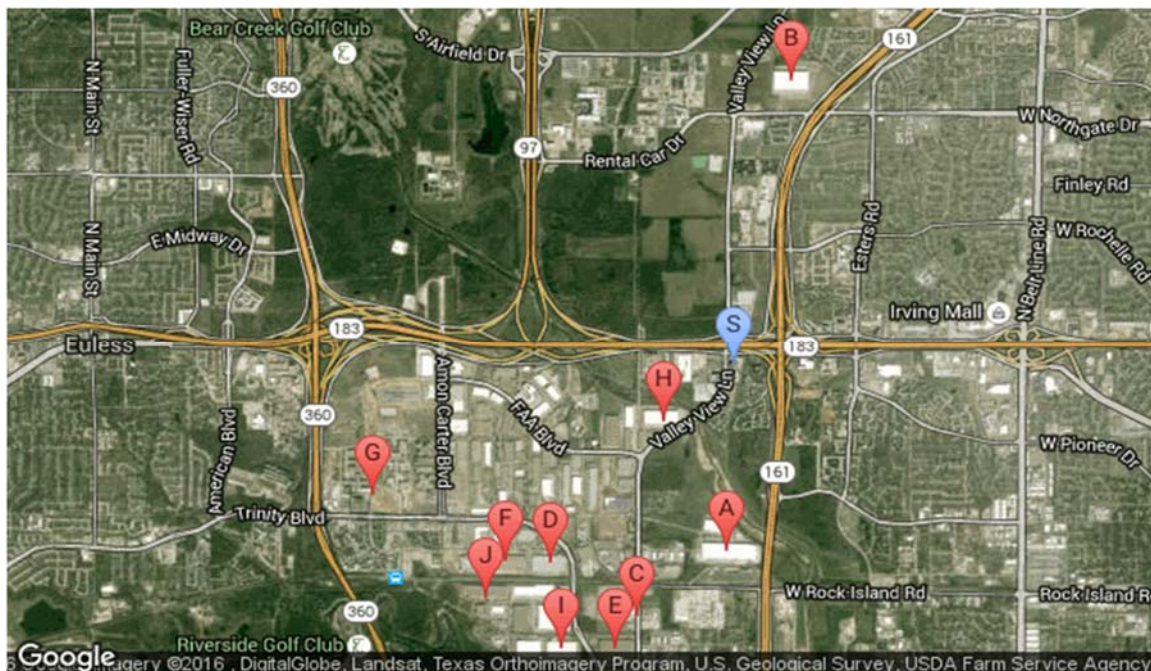 Bear Creek Golf Club
S Airfield Dr
Valley View Ln
B
161
N Main St
Fuller-Wiser Rd
360
97
W Northgate Dr
Rental Car Dr
Finley Rd
N Main St
E Midway Dr
Esters Rd
N Belt Line Rd
W Rochelle Rd
Irving Mall
183
S
183
Euless
H
360
American Blvd
Amon Carter Blvd
FAA Blvd
Valley View Ln
W Pioneer Dr
G
161
Trinity Blvd
F
D
A
J
C
W Rock Island Rd
Rock Island R
360
I
E
Riverside Golf Club
Google
agery ©2016 , DigitalGlobe, Landsat, Texas Orthoimagery Program, U.S. Geological Survey, USDA Farm Service Agency